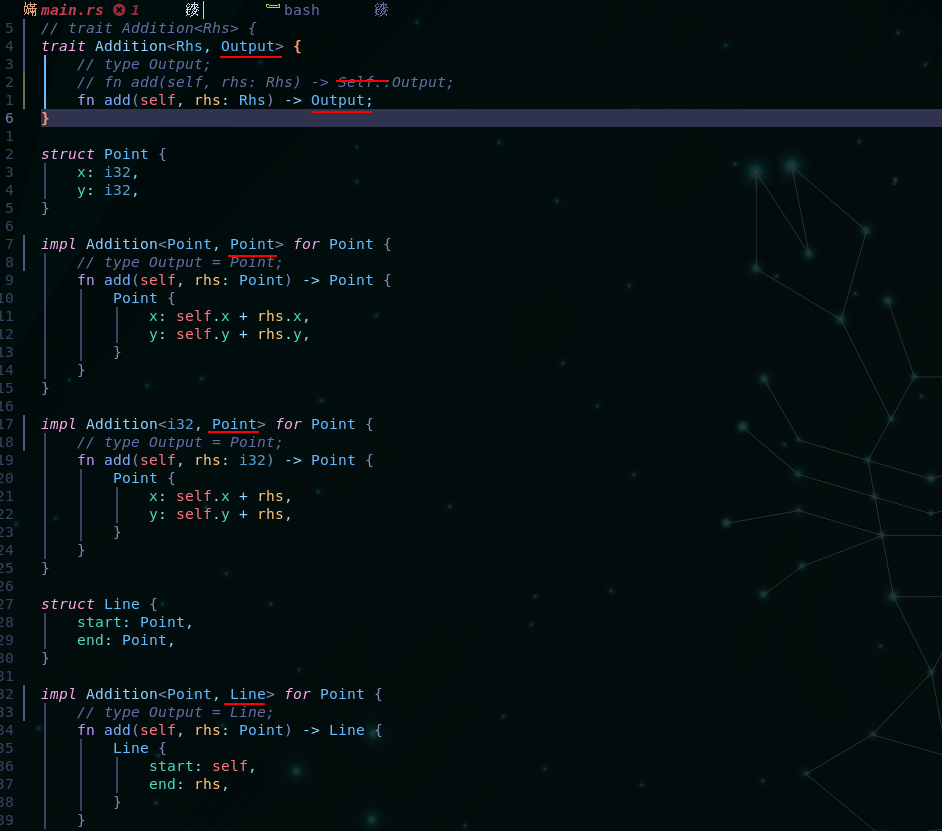 main.rs 1 bash
5 // trait Addition<Rhs> {
4 trait Addition<Rhs, Output> {
3 // type Output;
2 // fn add(self, rhs: Rhs) -> Self::Output;
1 fn add(self, rhs: Rhs) -> Output;
6 }
1
2 struct Point {
3 x: i32,
4 y: i32,
5 }
6
7 impl Addition<Point, Point> for Point {
8 // type Output = Point;
9 fn add(self, rhs: Point) -> Point {
10 Point {
11 x: self.x + rhs.x,
12 y: self.y + rhs.y,
13 }
14 }
15 }
16
17 impl Addition<i32, Point> for Point {
18 // type Output = Point;
19 fn add(self, rhs: i32) -> Point {
20 Point {
21 x: self.x + rhs,
22 y: self.y + rhs,
23 }
24 }
25 }
26
27 struct Line {
28 start: Point,
29 end: Point,
30 }
31
32 impl Addition<Point, Line> for Point {
33 // type Output = Line;
34 fn add(self, rhs: Point) -> Line {
35 Line {
36 start: self,
37 end: rhs,
38 }
39 }